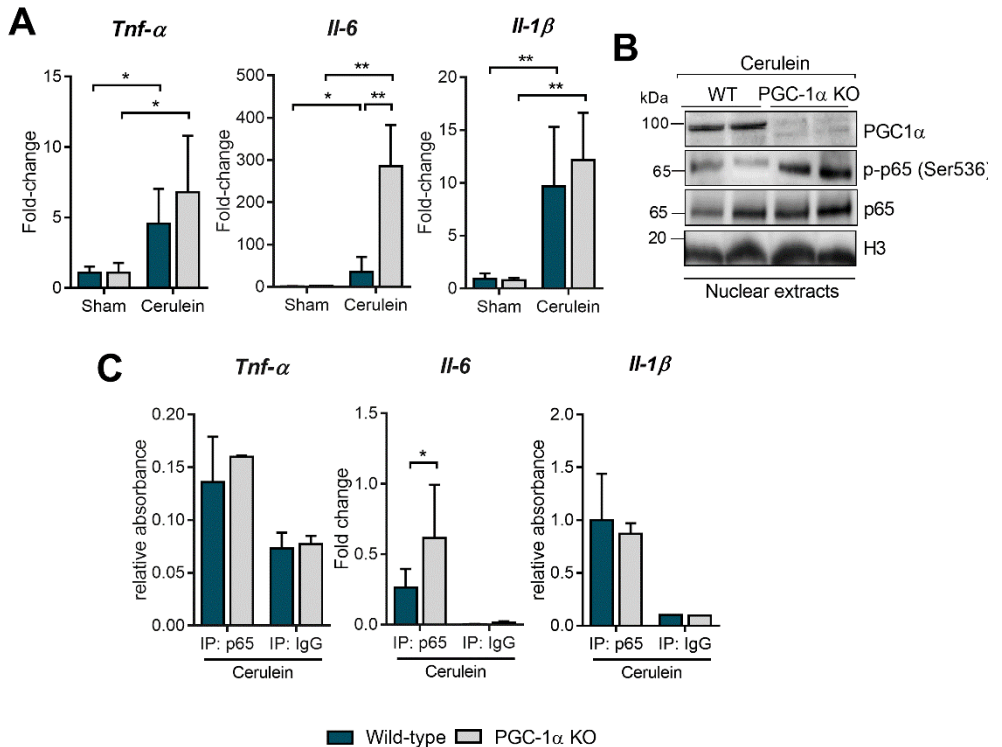 A
Tnf-α
Il-6
Il-1β
Fold-change
15
10
5
0
*
*
Sham
Cerulein
Fold-change
500
400
300
200
100
0
**
*
**
Sham
Cerulein
Fold-change
20
15
10
5
0
**
**
Sham
Cerulein
B
Cerulein
kDa
WT
PGC-1α KO
100
PGC1α
65
p-p65 (Ser536)
65
p65
20
H3
Nuclear extracts
C
Tnf-α
Il-6
Il-1β
relative absorbance
0.20
0.15
0.10
0.05
0.00
IP: p65
IP: IgG
Cerulein
Fold change
1.5
1.0
0.5
0.0
*
IP: p65
IP: IgG
Cerulein
relative absorbance
2.0
1.5
1.0
0.5
0.0
IP: p65
IP: IgG
Cerulein
Wild-type
PGC-1α KO